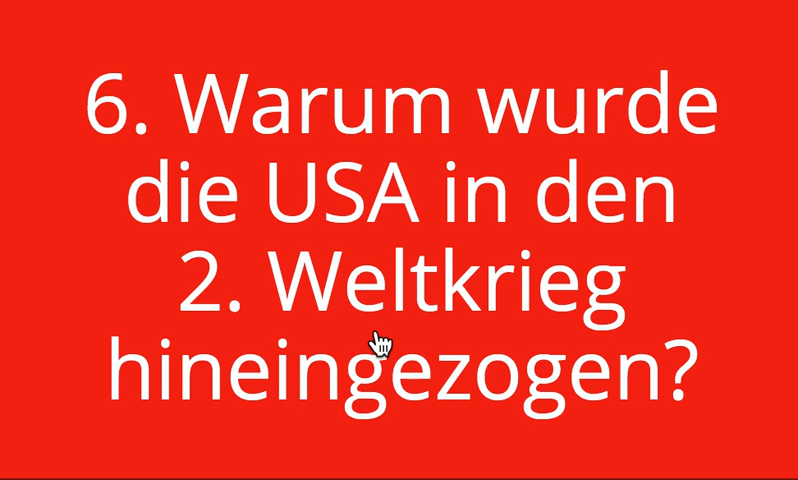 6. Warum wurde
die USA in den
2. Weltkrieg
hineingezogen?